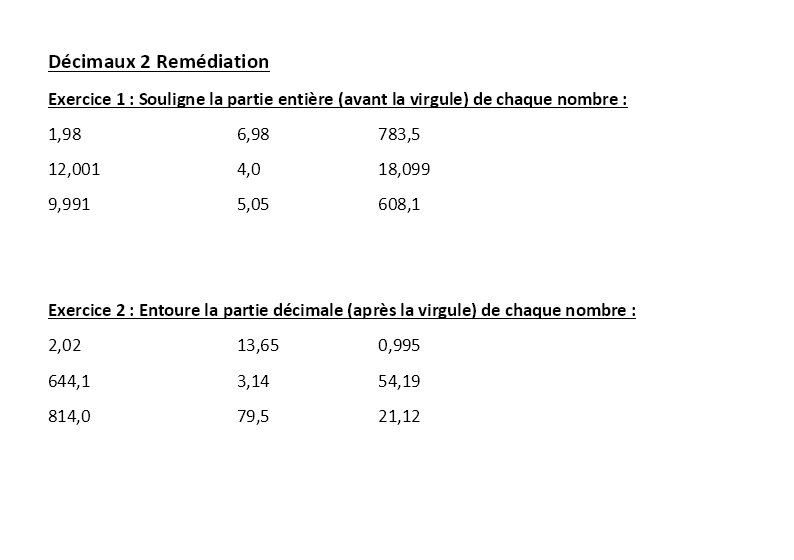 Décimaux 2 Remédiation
Exercice 1 : Souligne la partie entière (avant la virgule) de chaque nombre :
1,98 6,98 783,5
12,001 4,0 18,099
9,991 5,05 608,1
Exercice 2 : Entoure la partie décimale (après la virgule) de chaque nombre :
2,02 13,65 0,995
644,1 3,14 54,19
814,0 79,5 21,12